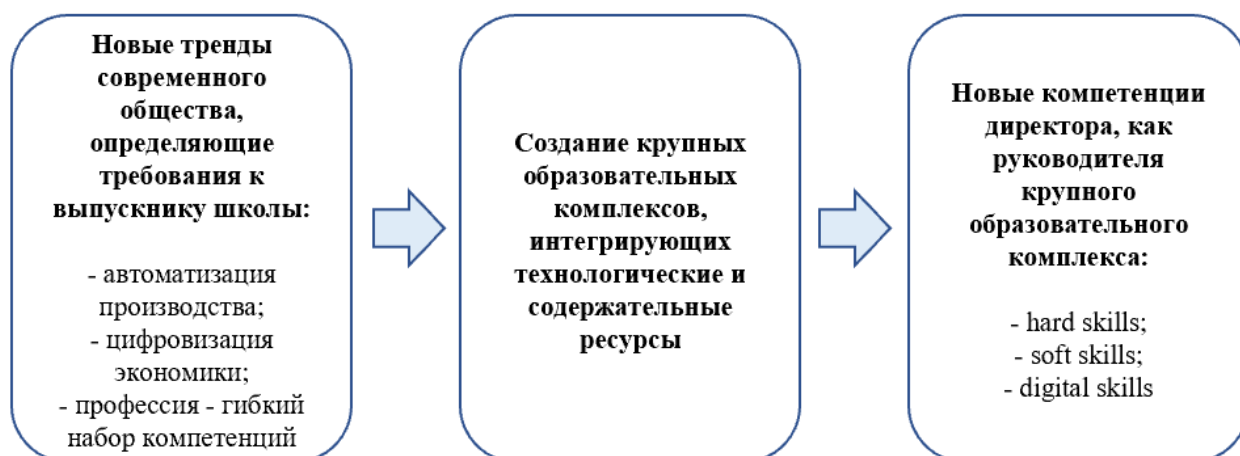 Новые тренды
современного
общества,
определяющие
требования к
выпускнику школы:
- автоматизация
производства;
- цифровизация
экономики;
- профессия - гибкий
набор компетенций
Создание крупных
образовательных
комплексов,
интегрирующих
технологические и
содержательные
ресурсы
Новые компетенции
директора, как
руководителя
крупного
образовательного
комплекса:
- hard skills;
- soft skills;
- digital skills